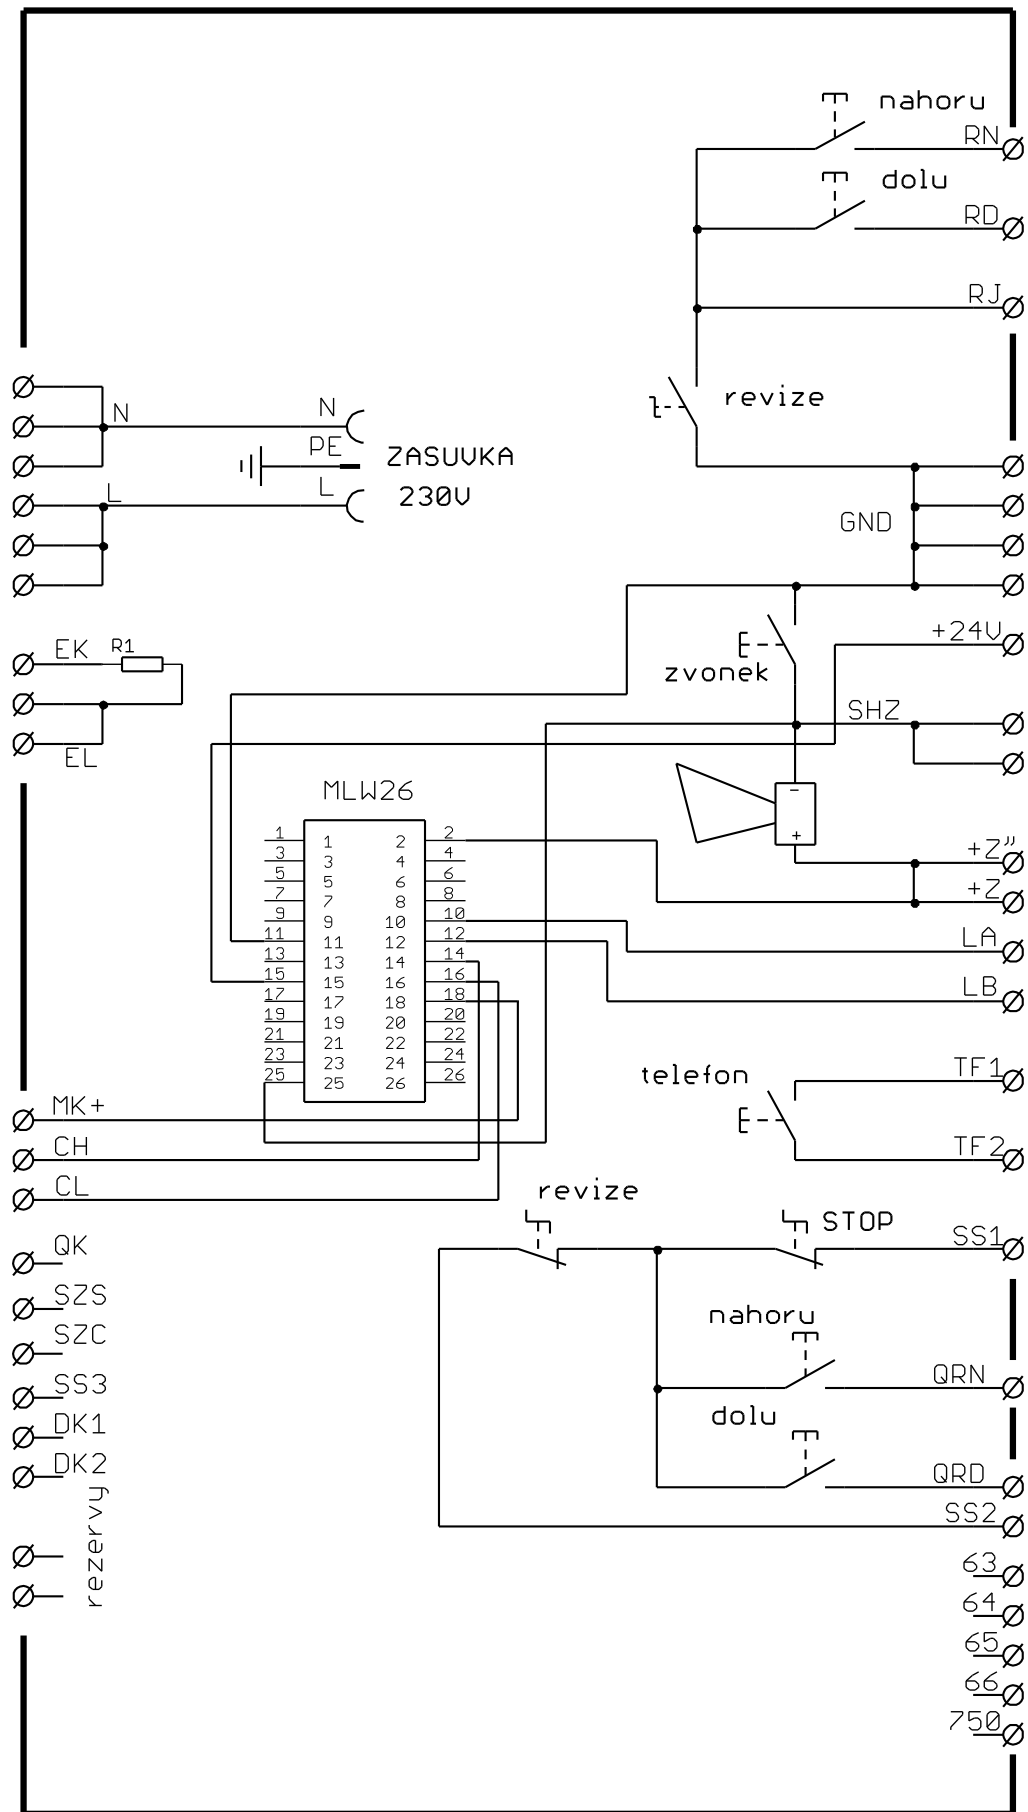 nahoru
RN
dolu
RD
RJ
revize
N
N
PE
ZASUVKA
L
L
230V
GND
EK
R1
+24V
zvonek
SHZ
EL
MLW26
-
+
1 1 2 2
3 3 4 4
5 5 6 6
7 7 8 8
9 9 10 10
11 11 12 12
13 13 14 14
15 15 16 16
17 17 18 18
19 19 20 20
21 21 22 22
23 23 24 24
25 25 26 26
+Z"
+Z
LA
LB
telefon
TF1
MK+
CH
TF2
CL
revize
STOP
SS1
QK
SZS
nahoru
SZC
QRN
SS3
dolu
DK1
DK2
QRD
SS2
rezervy
63
64
65
66
750